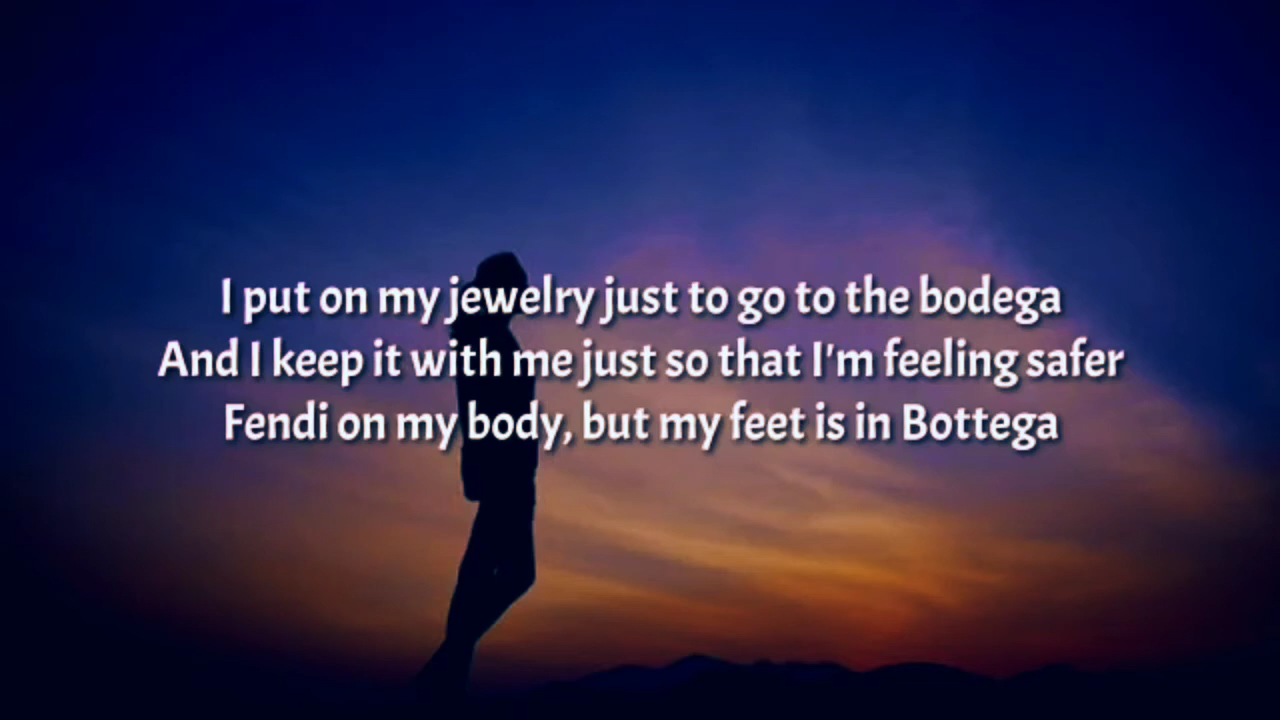 I put on my jewelry just to go to the bodega
And I keep it with me just so that I'm feeling safer
Fendi on my body, but my feet is in Bottega